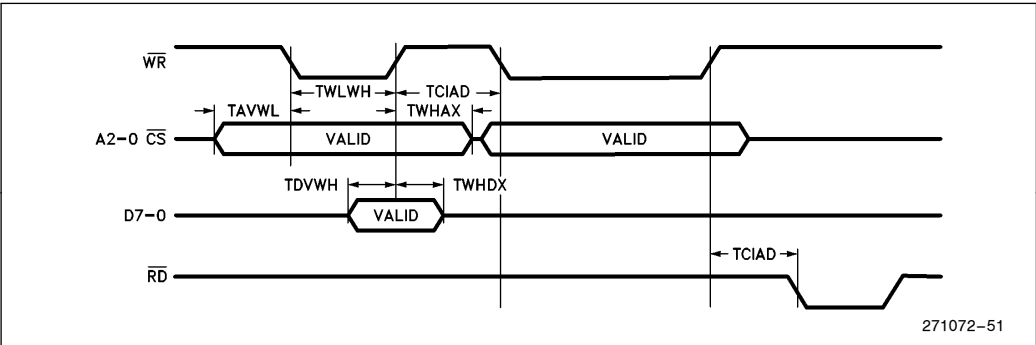 WR
TWLWH
TCIAD
TAVWL
TWHAX
A2-0 CS
VALID
VALID
TDVWH
TWHDX
D7-0
VALID
TCIAD
RD
271072-51